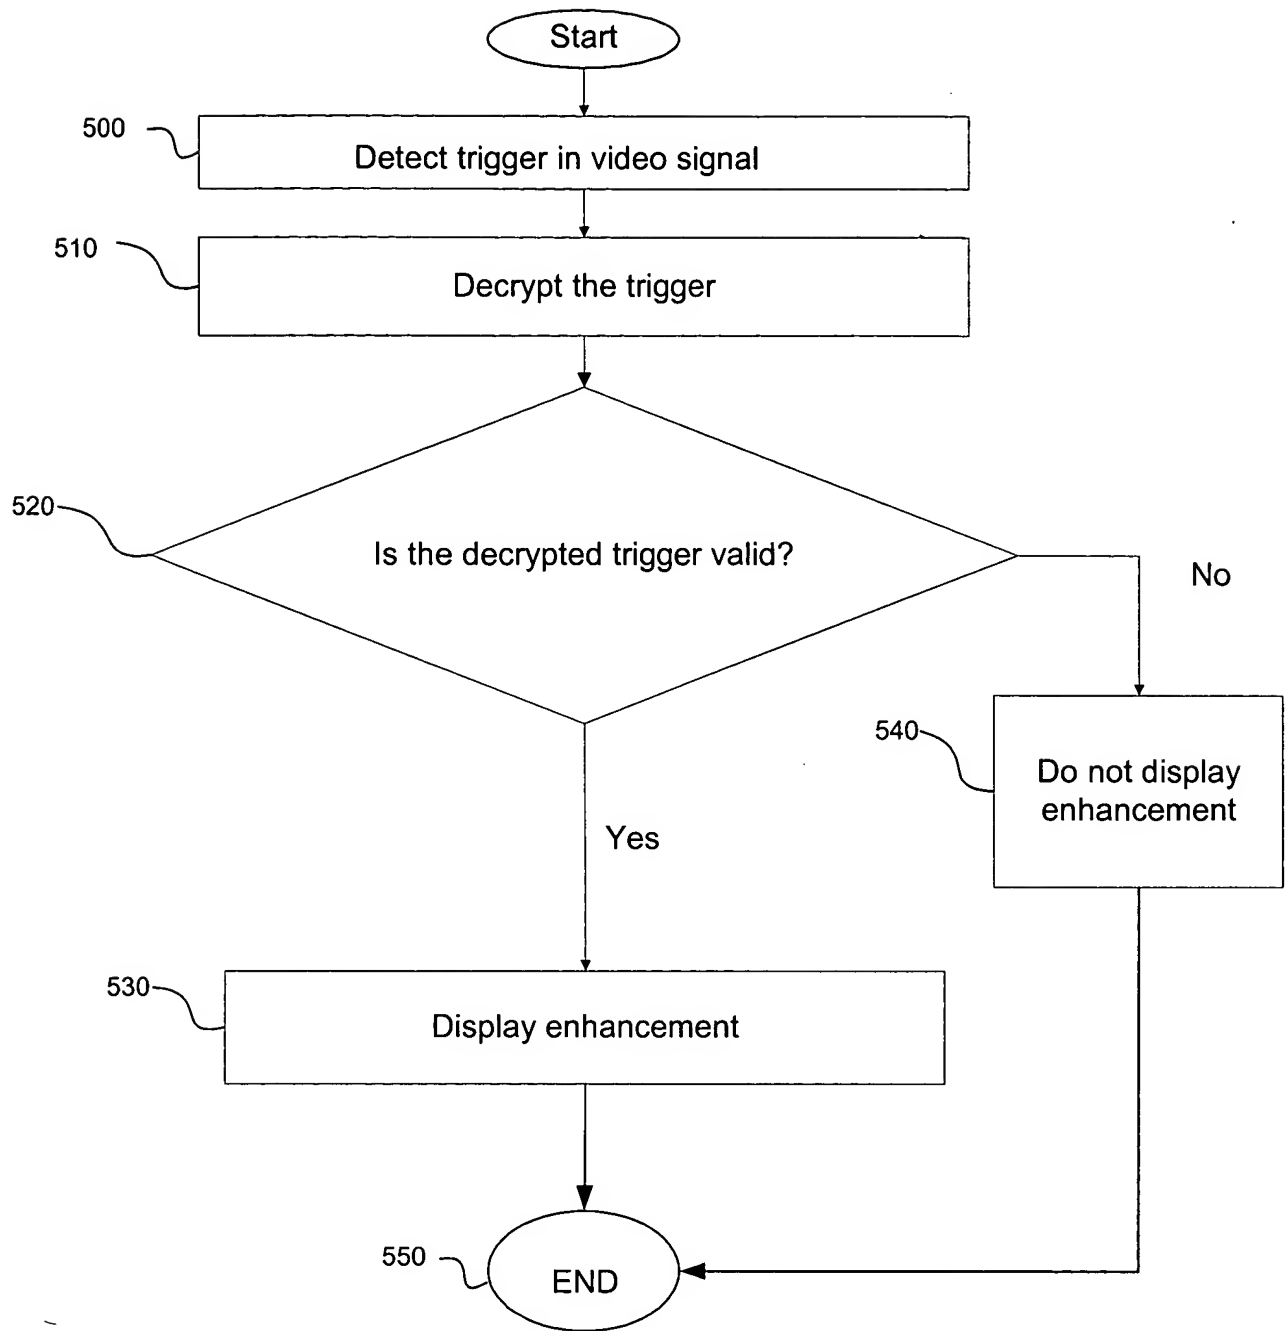 Start
500
Detect trigger in video signal
510
Decrypt the trigger
520
Is the decrypted trigger valid?
No
540
Do not display
enhancement
Yes
530
Display enhancement
550
END